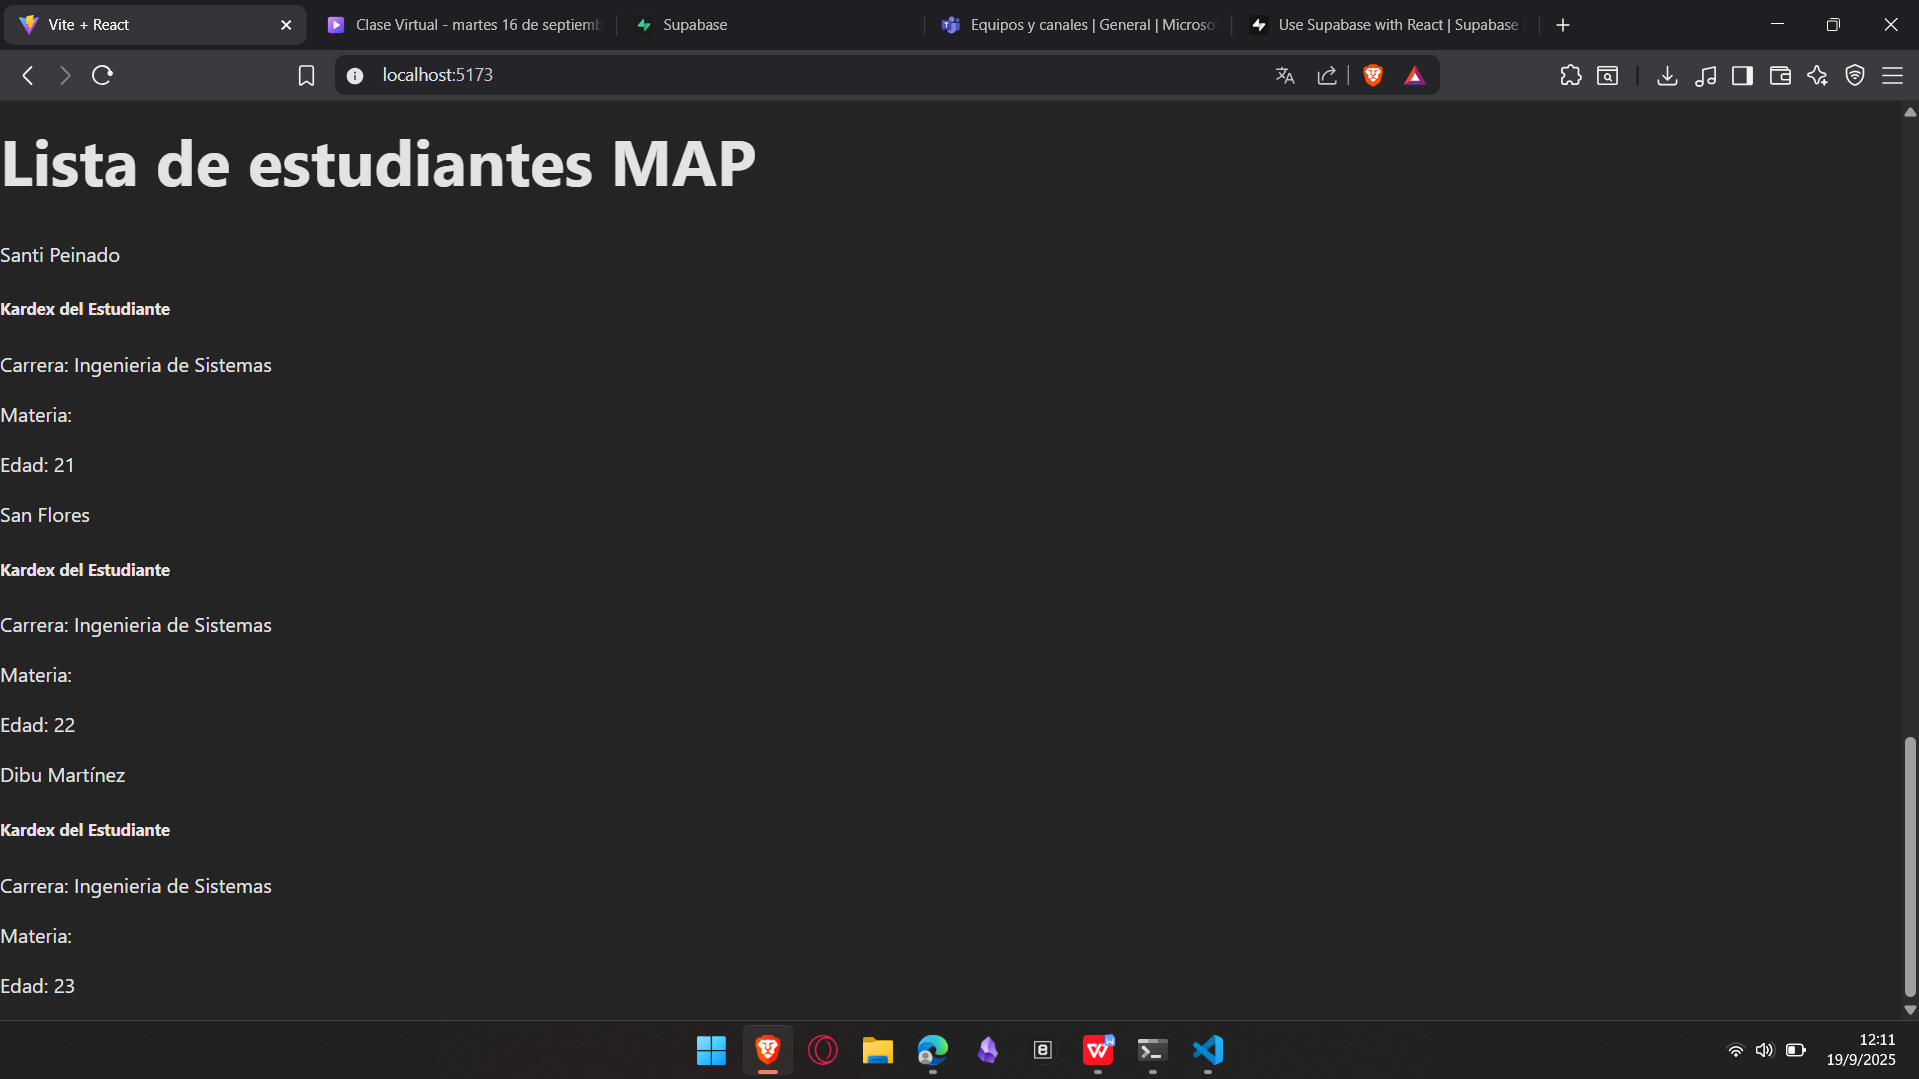 Vite + React
Clase Virtual - martes 16 de septiemb
Supabase
Equipos y canales | General | Microso
Use Supabase with React | Supabase
localhost:5173
Lista de estudiantes MAP
Santi Peinado
Kardex del Estudiante
Carrera: Ingenieria de Sistemas
Materia:
Edad: 21
San Flores
Kardex del Estudiante
Carrera: Ingenieria de Sistemas
Materia:
Edad: 22
Dibu Martínez
Kardex del Estudiante
Carrera: Ingenieria de Sistemas
Materia:
Edad: 23
12:11
19/9/2025